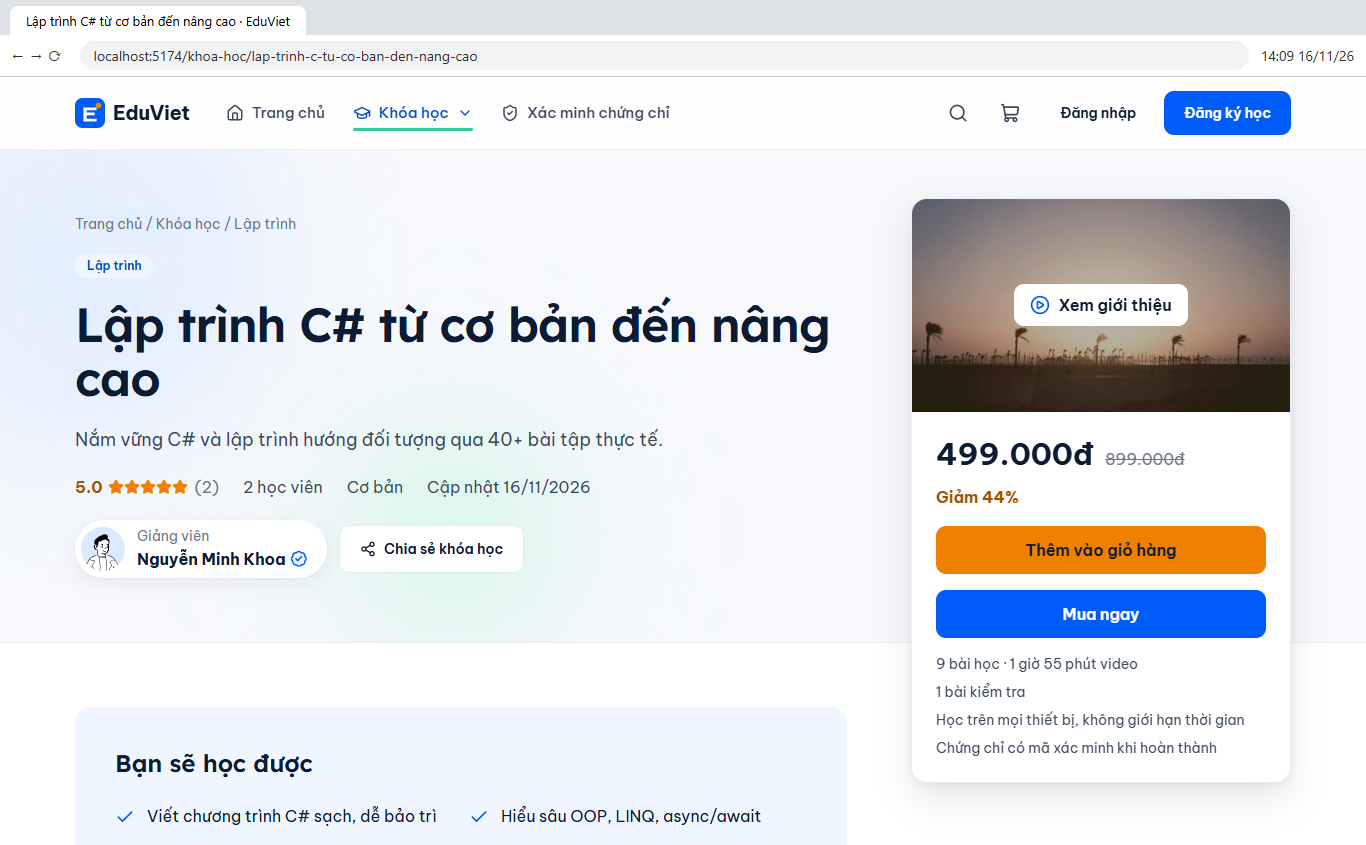 Lập trình C# từ cơ bản đến nâng cao · EduViet
localhost:5174/khoa-hoc/lap-trinh-c-tu-co-ban-den-nang-cao
14:09 16/11/26
EduViet
Trang chủ
Khóa học
Xác minh chứng chỉ
Đăng nhập
Đăng ký học
Trang chủ / Khóa học / Lập trình
Lập trình
Lập trình C# từ cơ bản đến nâng
cao
Nắm vững C# và lập trình hướng đối tượng qua 40+ bài tập thực tế.
5.0 ★★★★★ (2) 2 học viên Cơ bản Cập nhật 16/11/2026
Giảng viên
Nguyễn Minh Khoa
Chia sẻ khóa học
Xem giới thiệu
499.000đ 899.000đ
Giảm 44%
Thêm vào giỏ hàng
Mua ngay
9 bài học · 1 giờ 55 phút video
1 bài kiểm tra
Học trên mọi thiết bị, không giới hạn thời gian
Chứng chỉ có mã xác minh khi hoàn thành
Bạn sẽ học được
Viết chương trình C# sạch, dễ bảo trì
Hiểu sâu OOP, LINQ, async/await